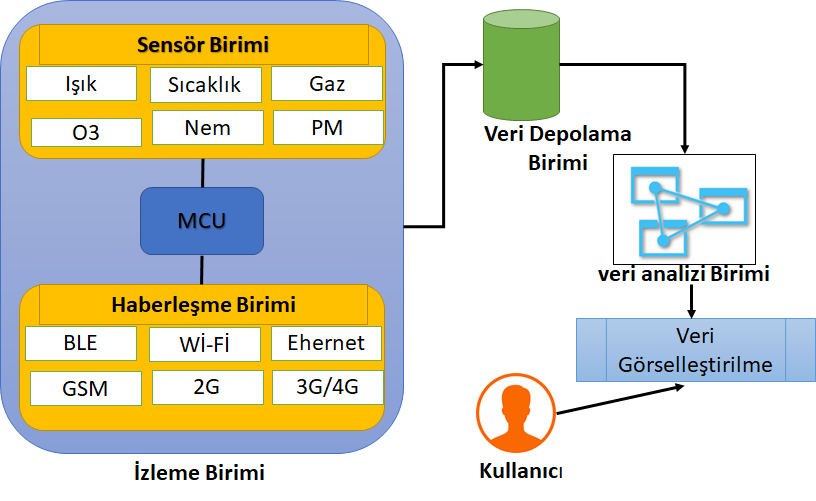 Sensör Birimi
Işık
Sıcaklık
Gaz
O3
Nem
PM
MCU
Haberleşme Birimi
BLE
Wİ-Fİ
Ehernet
GSM
2G
3G/4G
İzleme Birimi
Veri Depolama
Birimi
veri analizi Birimi
Veri
Görselleştirilme
Kullanıcı